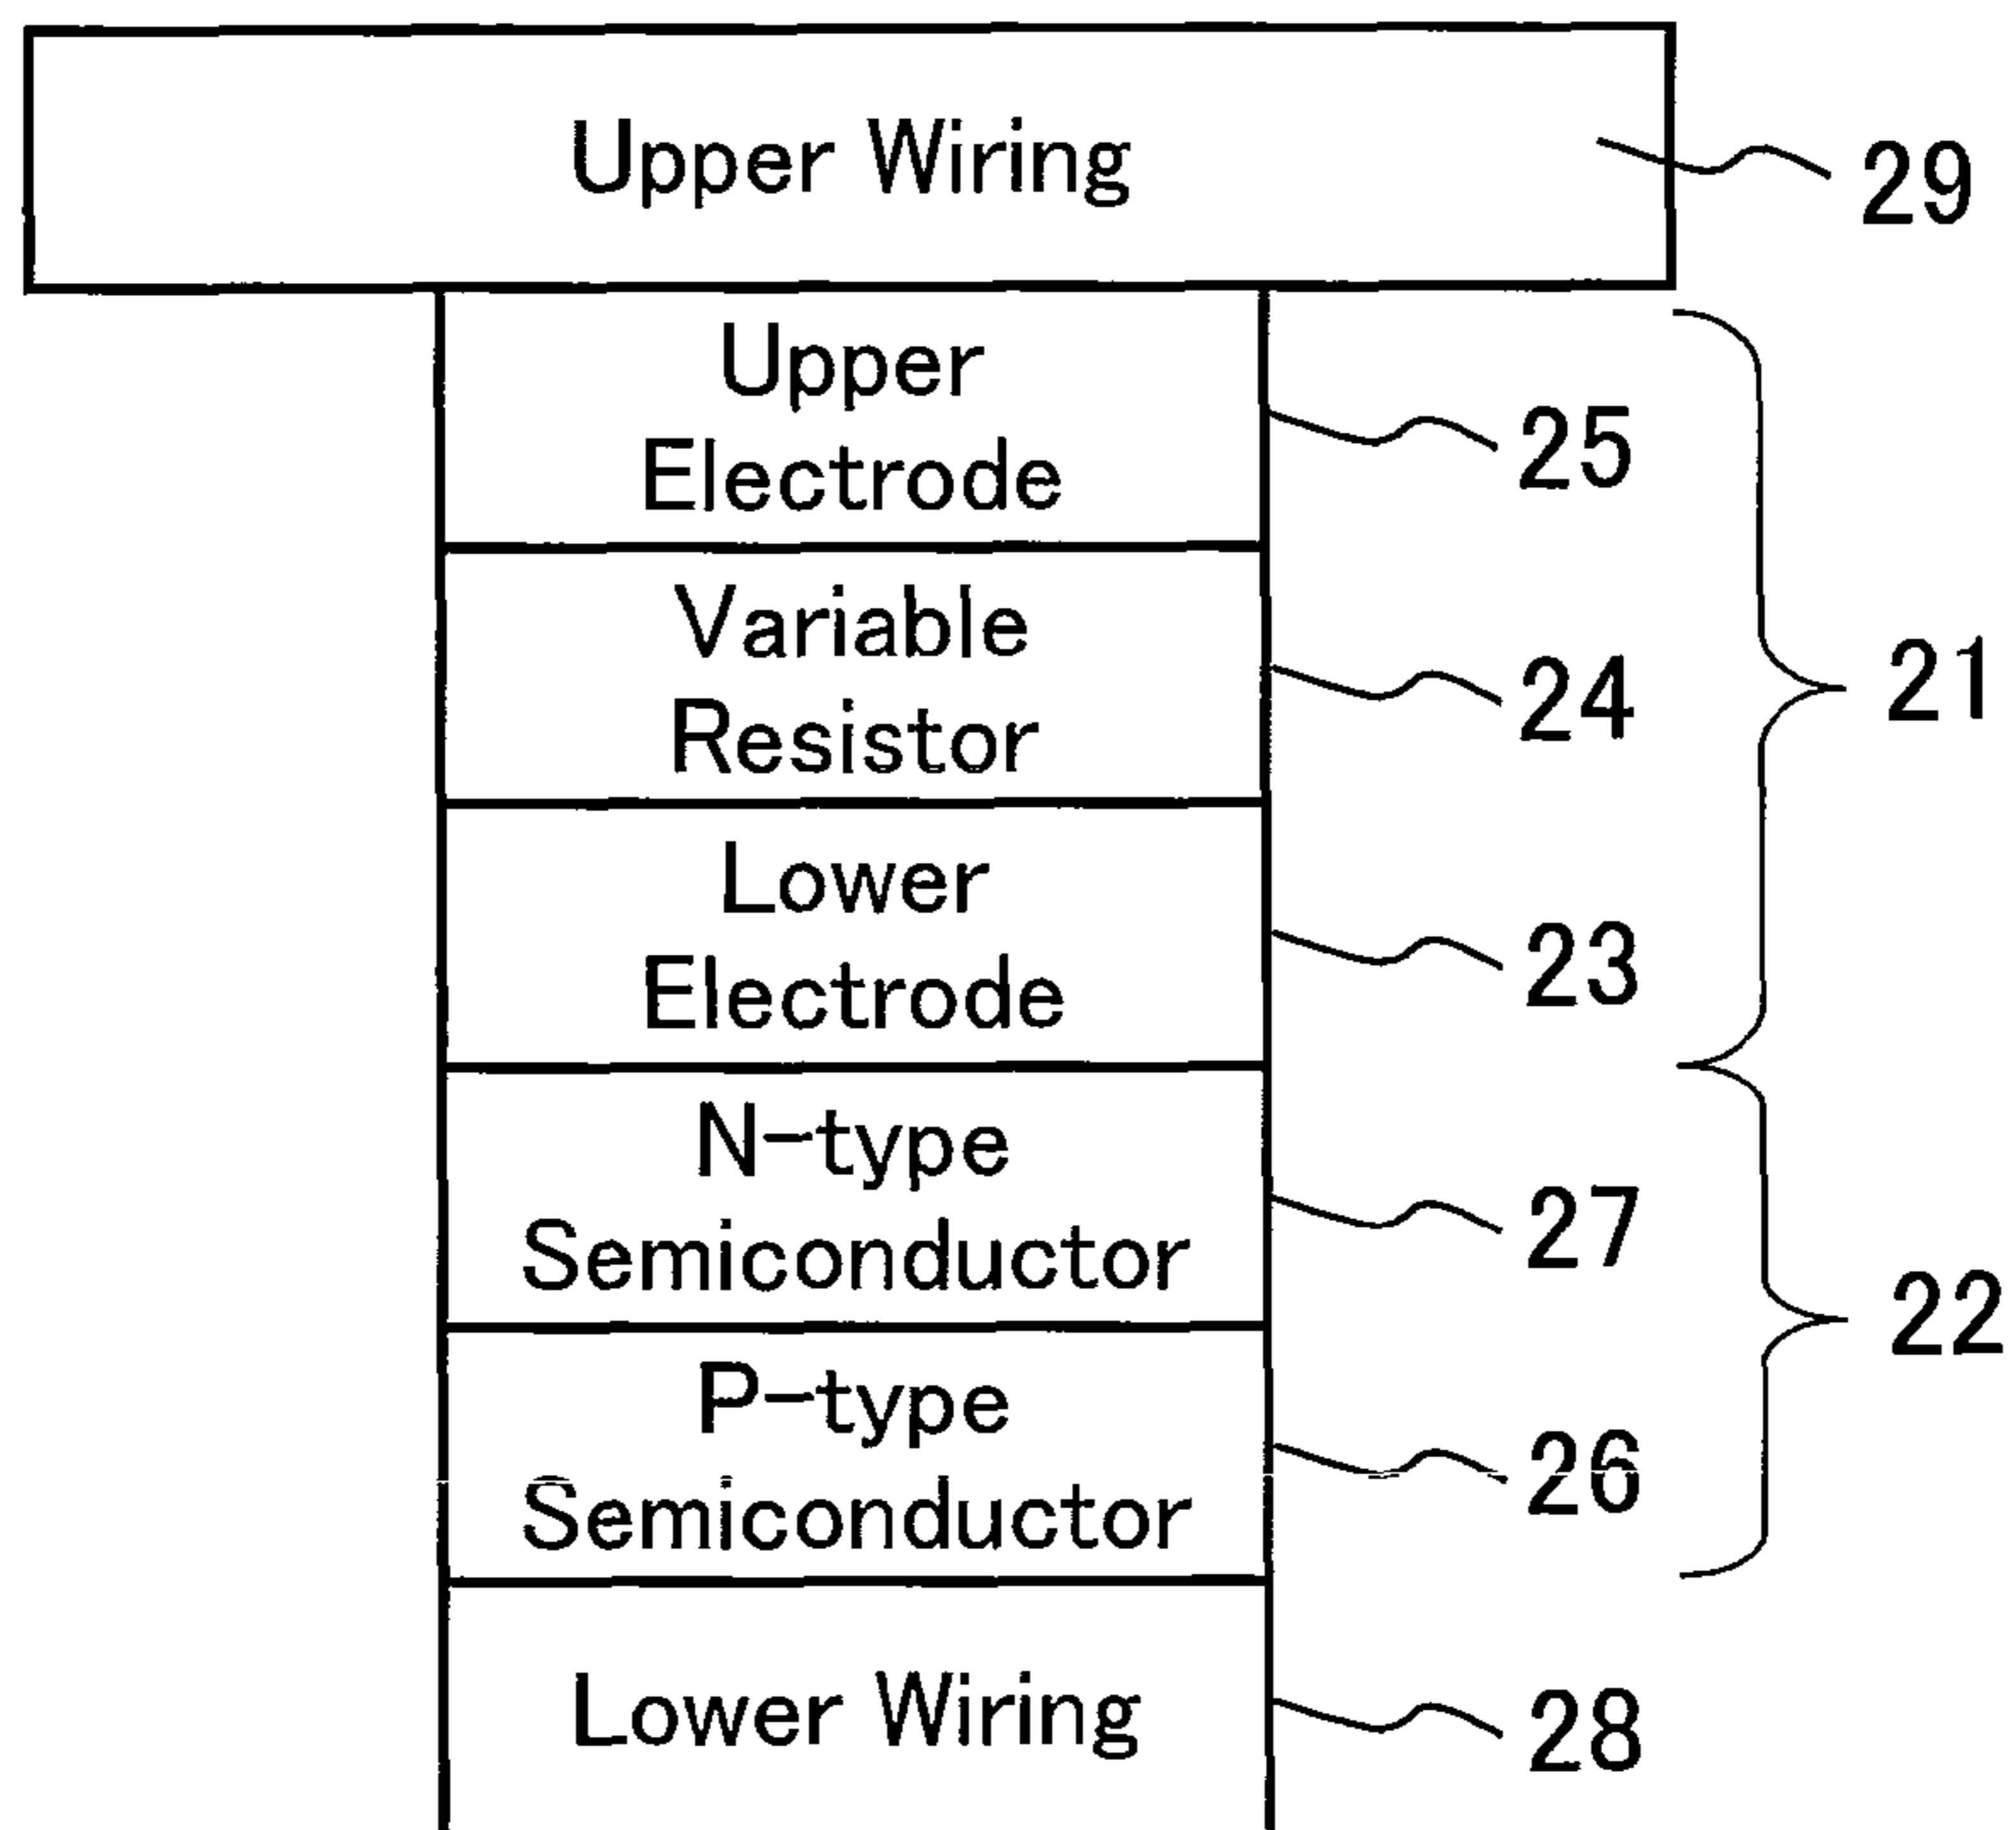 Upper Wiring
29
Upper
Electrode
25
Variable
Resistor
24
21
Lower
Electrode
23
N-type
Semiconductor
27
22
P-type
Semiconductor
26
Lower Wiring
28